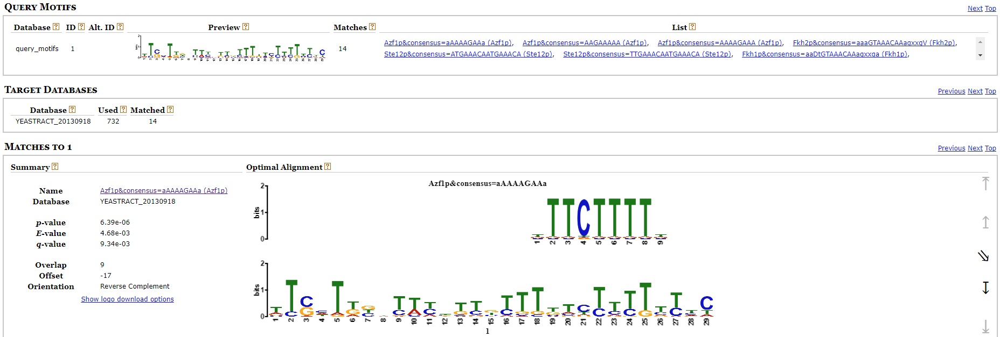 QUERY MOTIFS
Next Top
Database ? ID ? Alt. ID ? Preview ? Matches ? List ?
query_motifs 1 14 Azf1p&consensus=aAAAAGAAa (Azf1p), Azf1p&consensus=AAGAAAAA (Azf1p), Azf1p&consensus=AAAAGAAA (Azf1p), Fkh2p&consensus=aaaGTAAACAAaqxxqV (Fkh2p),
Ste12p&consensus=ATGAAACAATGAAACA (Ste12p), Ste12p&consensus=TTGAAACAATGAAACA (Ste12p), Fkh1p&consensus=aaDtGTAAACAAaqxxqa (Fkh1p),
TARGET DATABASES
Previous Next Top
Database ? Used ? Matched ?
YEASTRACT_20130918 732 14
MATCHES TO 1
Previous Next Top
Summary ? Optimal Alignment ?
Name Azf1p&consensus=aAAAAGAAa (Azf1p)
Database YEASTRACT_20130918
p-value 6.39e-06
E-value 4.68e-03
q-value 9.34e-03
Overlap 9
Offset -17
Orientation Reverse Complement
Show logo download options
Azf1p&consensus=aAAAAGAAa
2
bits
1
0
TTCTTTT
1 2 3 4 5 6 7 8 9
2
bits
1
0
1 2 3 4 5 6 7 8 9 10 11 12 13 14 15 16 17 18 19 20 21 22 23 24 25 26 27 28 29
1